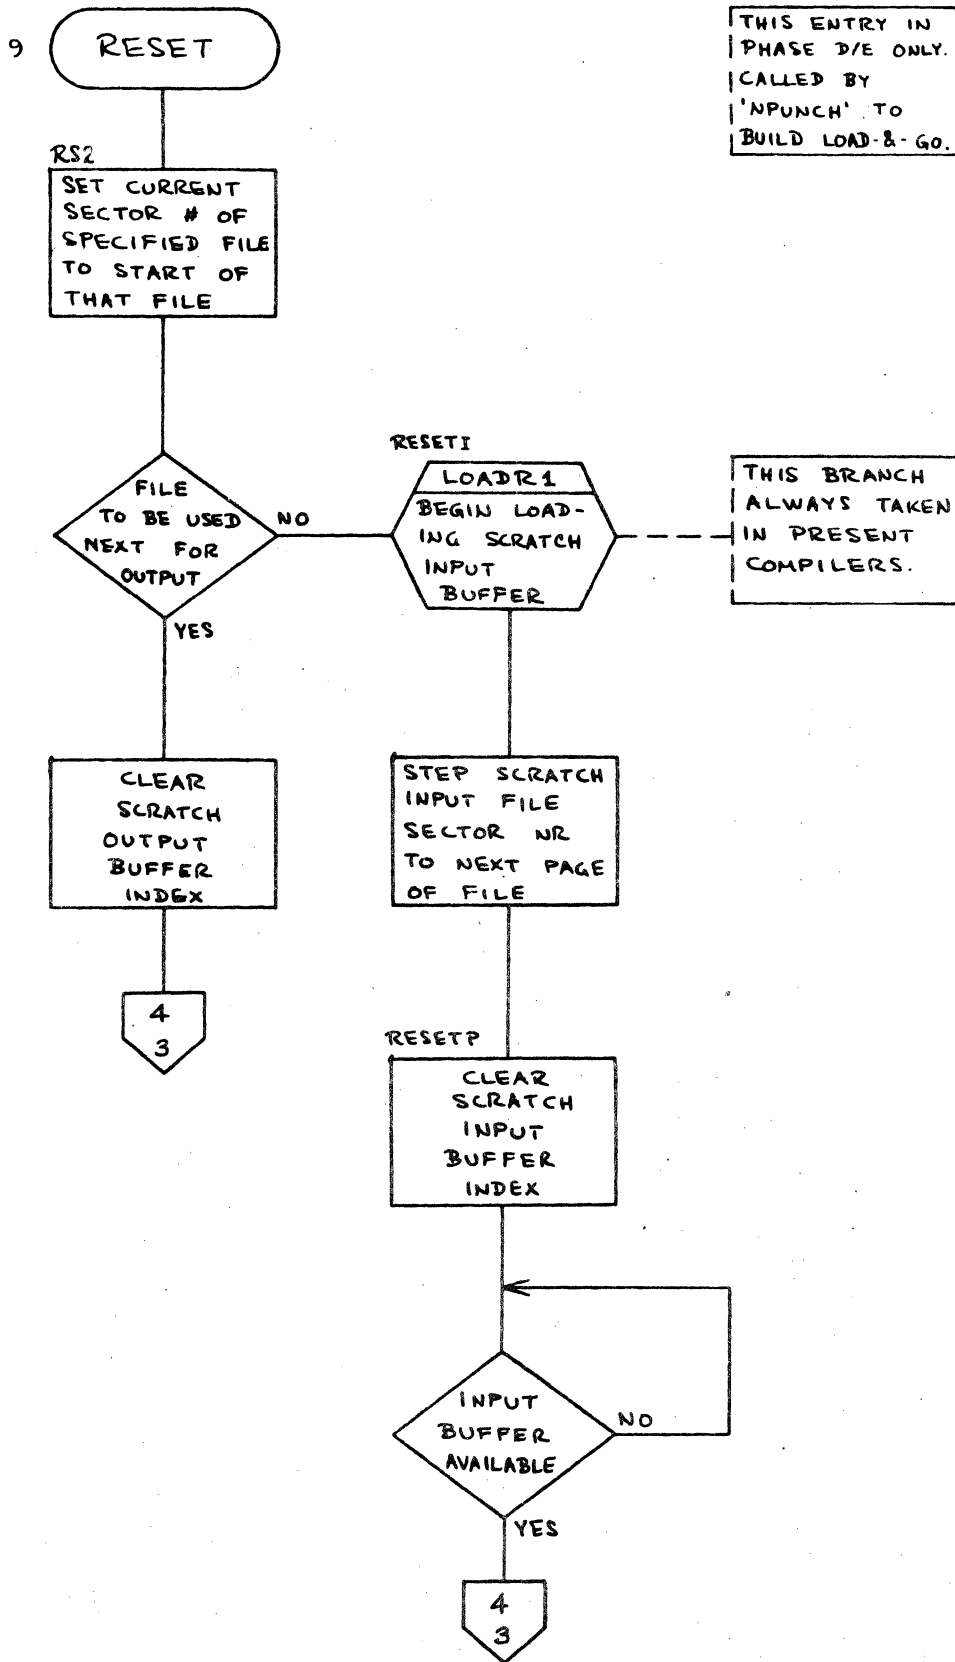 9
RESET
THIS ENTRY IN
PHASE D/E ONLY.
CALLED BY
'NPUNCH' TO
BUILD LOAD-&-GO.
RS2
SET CURRENT
SECTOR # OF
SPECIFIED FILE
TO START OF
THAT FILE
FILE
TO BE USED
NEXT FOR
OUTPUT
NO
YES
RESETI
LOADR1
BEGIN LOAD-
ING SCRATCH
INPUT
BUFFER
THIS BRANCH
ALWAYS TAKEN
IN PRESENT
COMPILERS.
CLEAR
SCRATCH
OUTPUT
BUFFER
INDEX
4
3
STEP SCRATCH
INPUT FILE
SECTOR NR
TO NEXT PAGE
OF FILE
RESETP
CLEAR
SCRATCH
INPUT
BUFFER
INDEX
INPUT
BUFFER
AVAILABLE
NO
YES
4
3